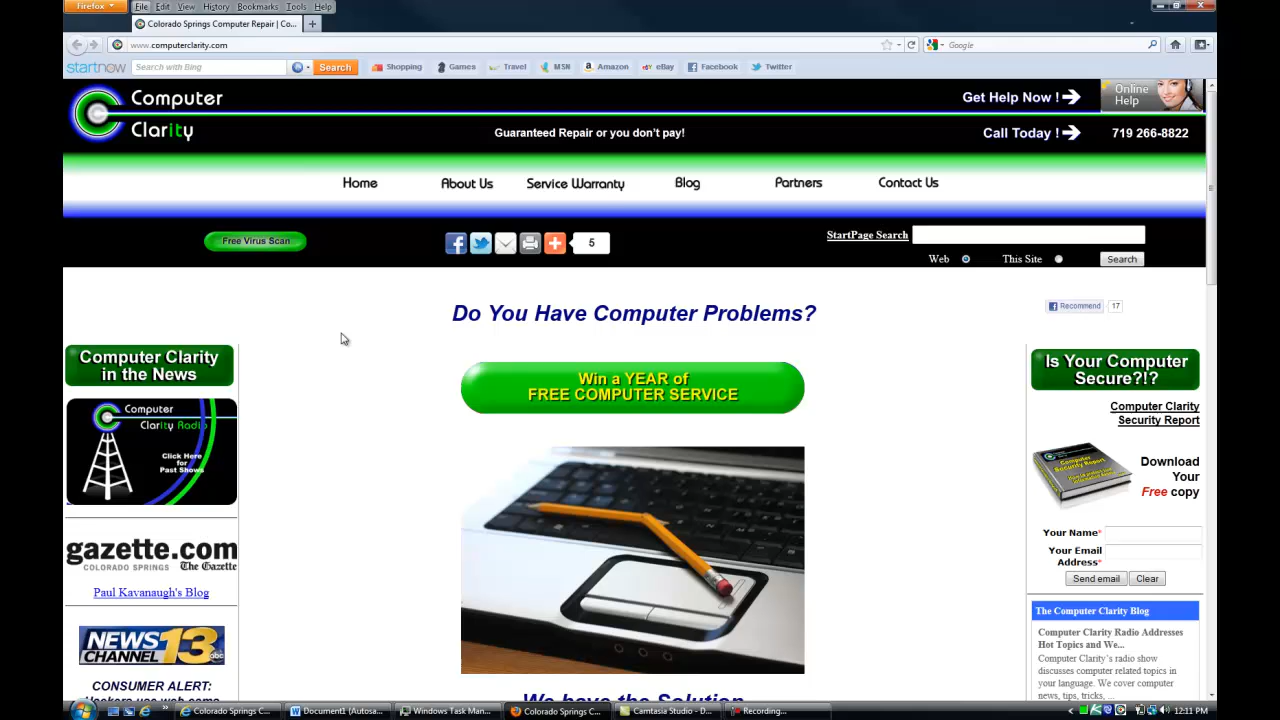 Firefox
File Edit View History Bookmarks Tools Help
Colorado Springs Computer Repair | Co...
www.computerclarity.com
Google
startnow Search with Bing Search Shopping Games Travel MSN Amazon eBay Facebook Twitter
Computer
Clarity
Guaranteed Repair or you don't pay!
Get Help Now !
Online
Help
Call Today ! 719 266-8822
Home About Us Service Warranty Blog Partners Contact Us
Free Virus Scan
5
StartPage Search
Web This Site Search
Do You Have Computer Problems?
Recommend 17
Computer Clarity
in the News
Win a YEAR of
FREE COMPUTER SERVICE
Is Your Computer
Secure?!?
Computer Clarity
Security Report
Computer
Clarity Radio
Click Here
for
Past Shows
Download
Your
Free copy
gazette.com
COLORADO SPRINGS The Gazette
Paul Kavanaugh's Blog
Your Name*
Your Email
Address*
Send email Clear
NEWS 13
CHANNEL abc
CONSUMER ALERT:
The Computer Clarity Blog
Computer Clarity Radio Addresses
Hot Topics and We...
Computer Clarity's radio show
discusses computer related topics in
your language. We cover computer
news, tips, tricks, ...
We have the Solution
Colorado Springs C... Document1 (Autosa... Windows Task Man... Colorado Springs C... Camtasia Studio - D... Recording... 12:11 PM